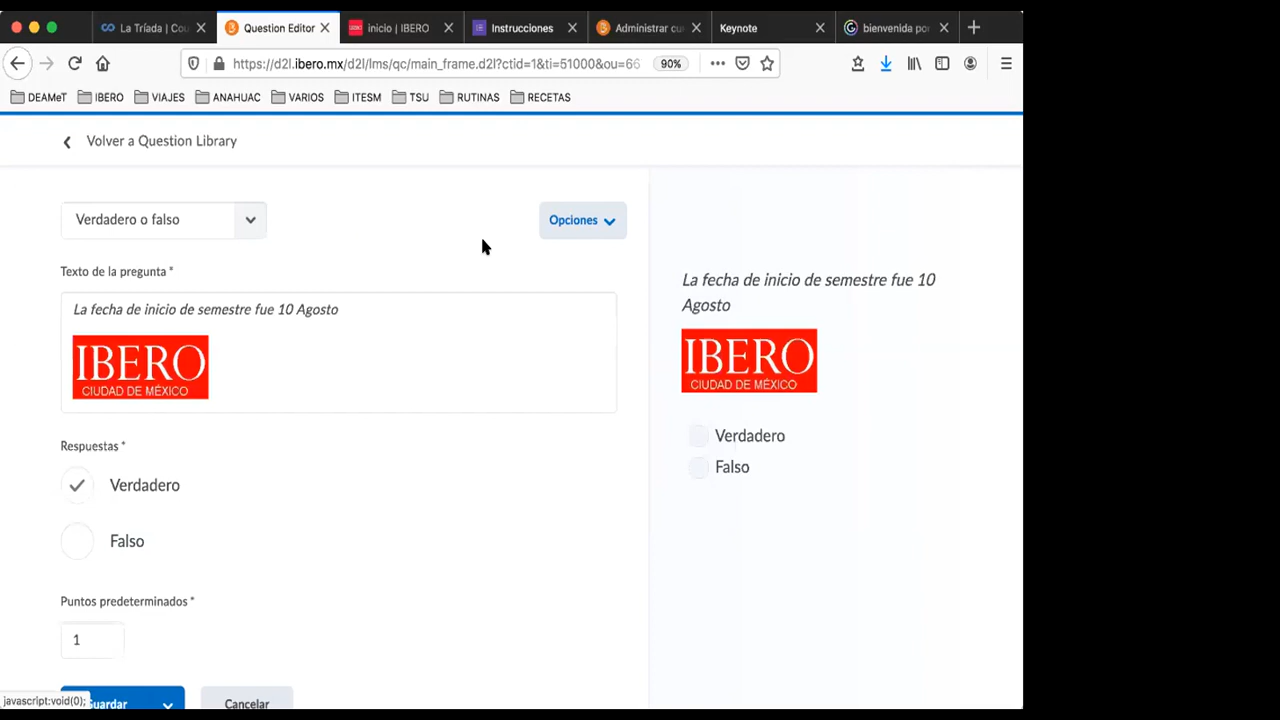 La Tríada | Cou
Question Editor
inicio | IBERO
Instrucciones
Administrar cu
Keynote
bienvenida po
https://d2l.ibero.mx/d2l/lms/qc/main_frame.d2l?ctid=1&ti=51000&ou=66
90%
DEAMeT
IBERO
VIAJES
ANAHUAC
VARIOS
ITESM
TSU
RUTINAS
RECETAS
Volver a Question Library
Verdadero o falso
Opciones
Texto de la pregunta *
La fecha de inicio de semestre fue 10 Agosto
IBERO
CIUDAD DE MÉXICO
Respuestas *
Verdadero
Falso
Puntos predeterminados *
1
Guardar
Cancelar
javascript:void(0);
La fecha de inicio de semestre fue 10
Agosto
IBERO
CIUDAD DE MÉXICO
Verdadero
Falso